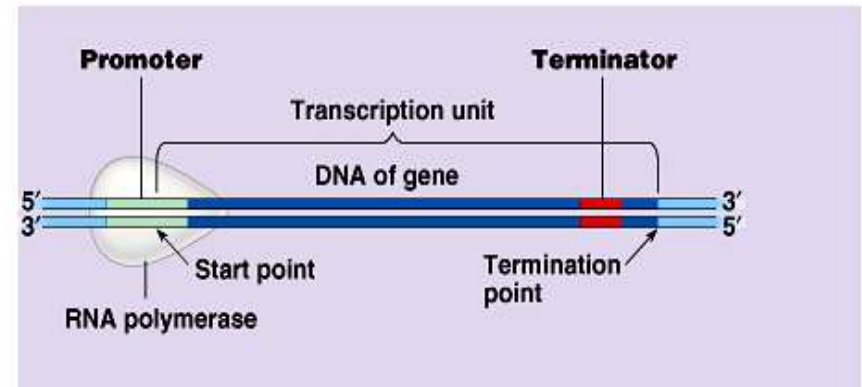 Promoter
Terminator
Transcription unit
DNA of gene
5′
3′
3′
5′
Start point
Termination
point
RNA polymerase